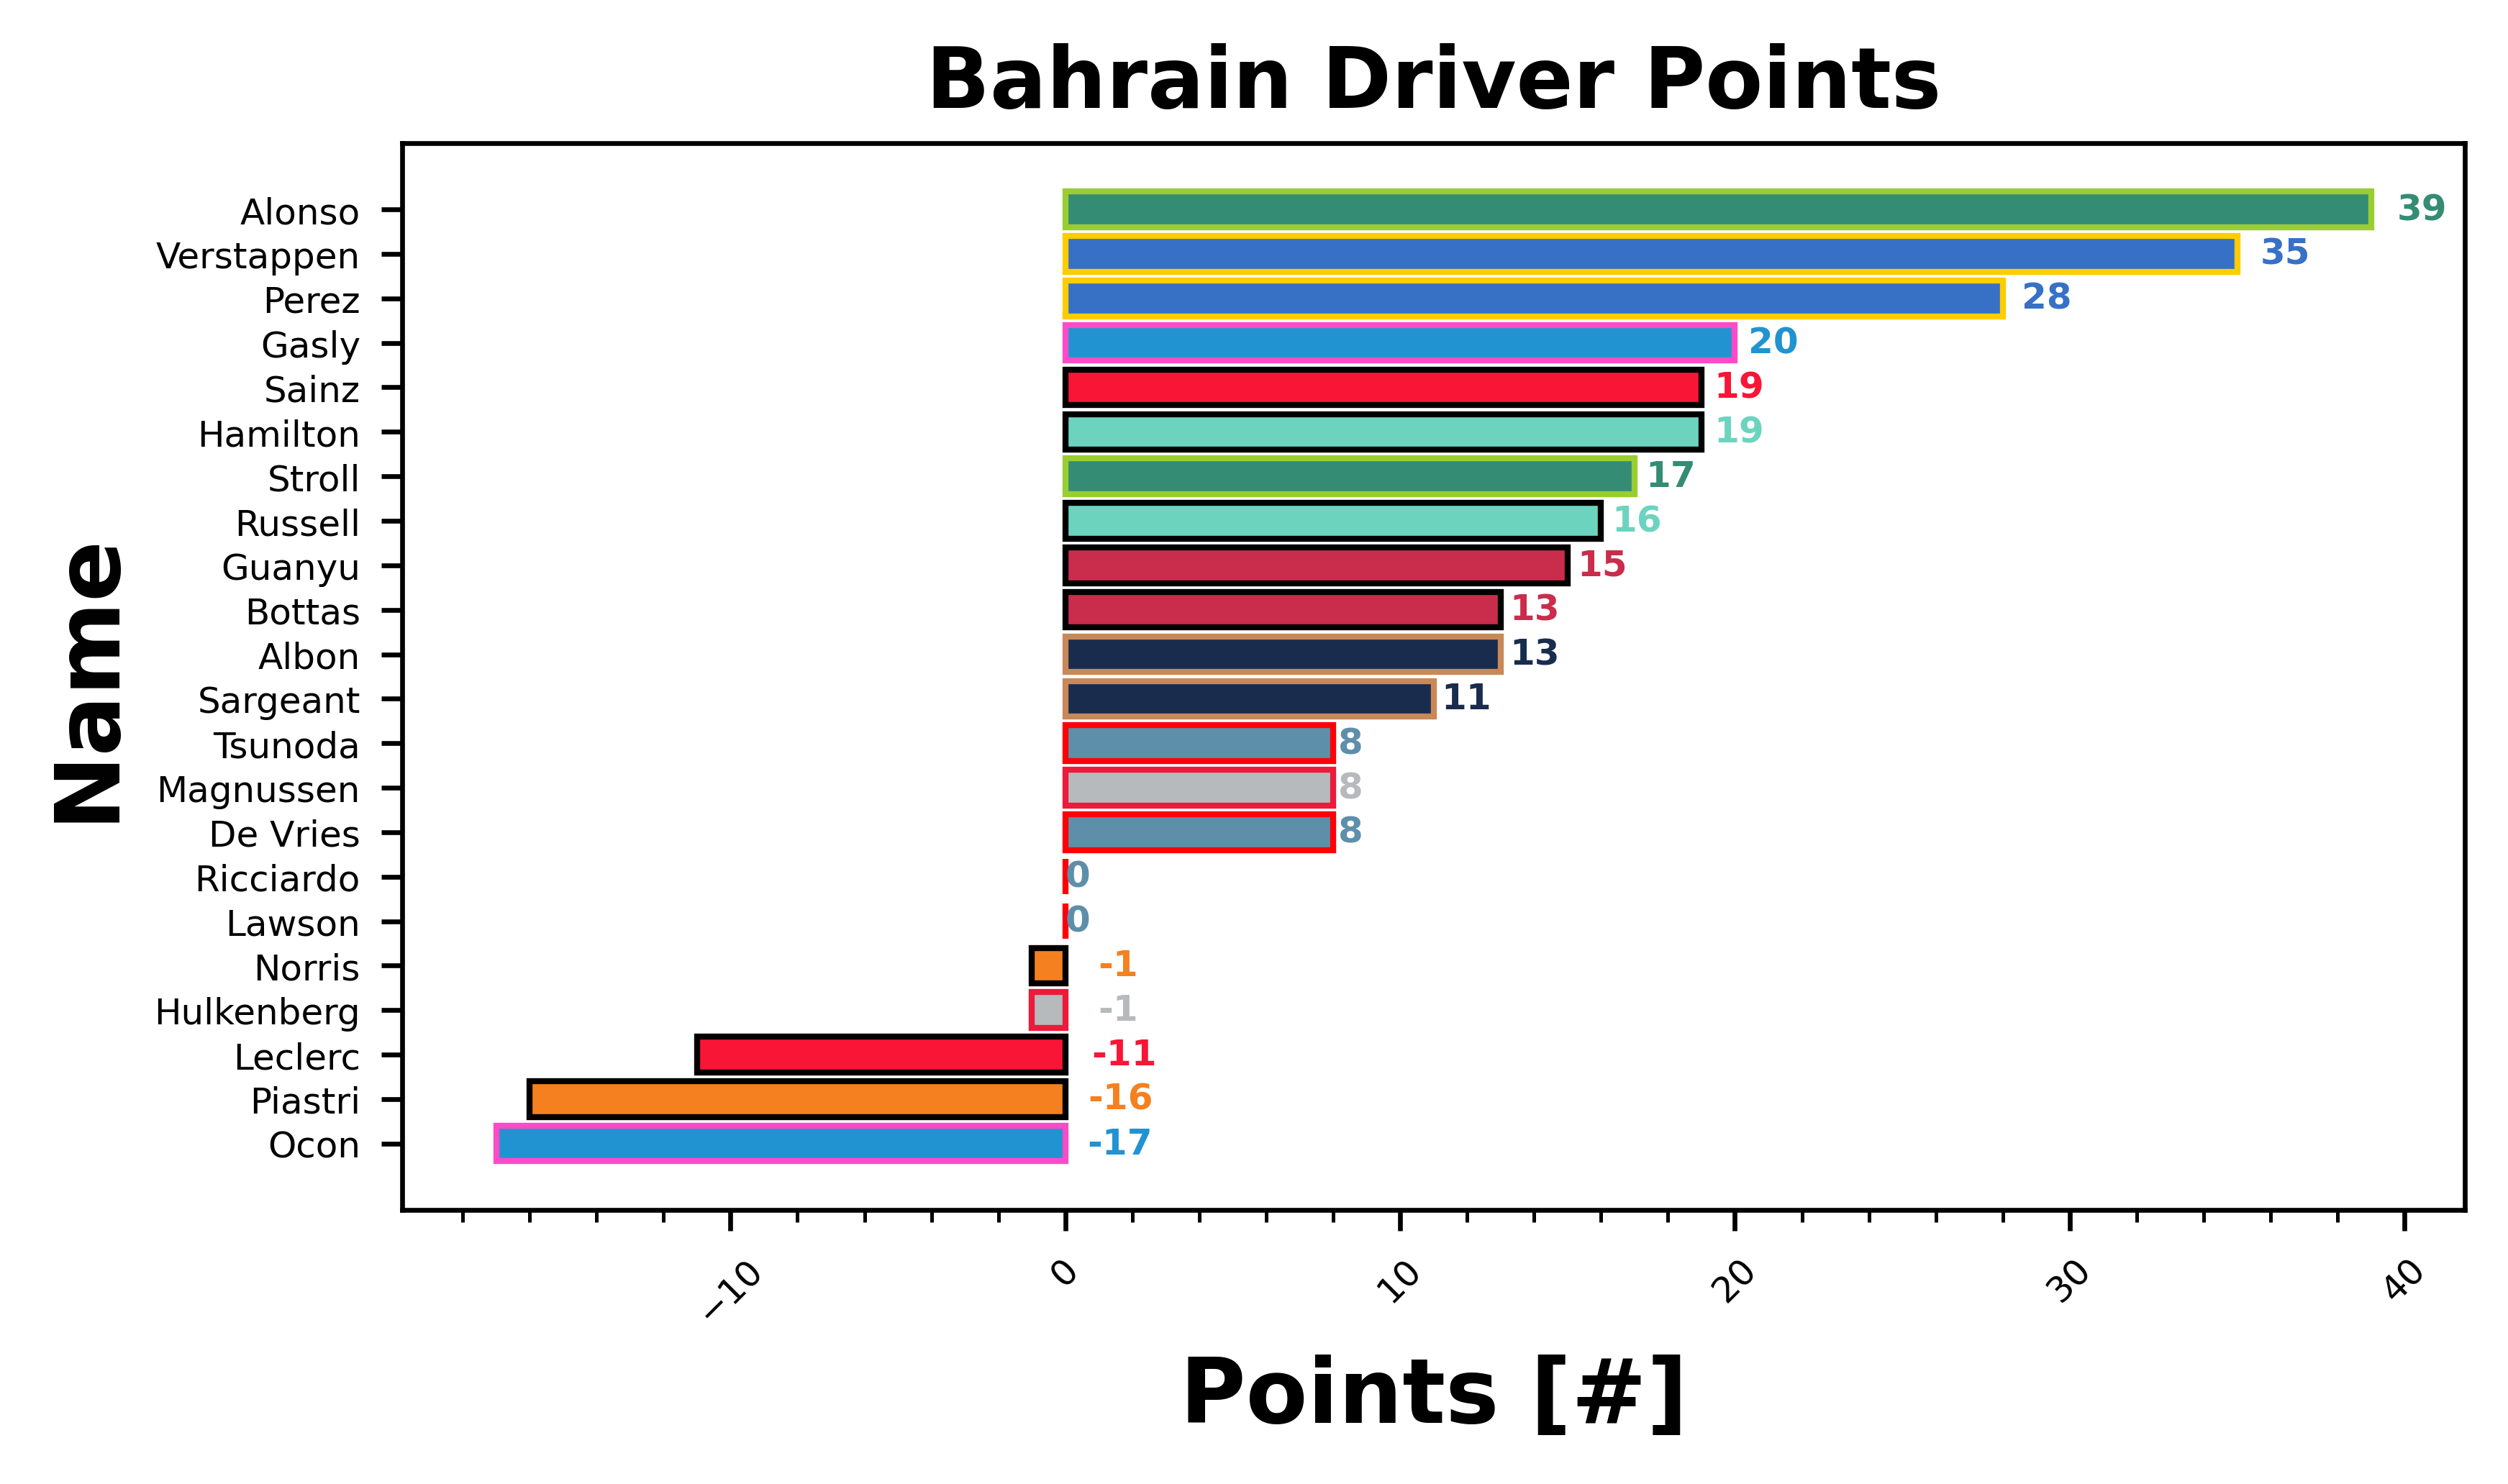 Bahrain Driver Points
Name
Alonso 39
Verstappen 35
Perez 28
Gasly 20
Sainz 19
Hamilton 19
Stroll 17
Russell 16
Guanyu 15
Bottas 13
Albon 13
Sargeant 11
Tsunoda 8
Magnussen 8
De Vries 8
Ricciardo 0
Lawson 0
Norris -1
Hulkenberg -1
Leclerc -11
Piastri -16
Ocon -17
−10 0 10 20 30 40
Points [#]